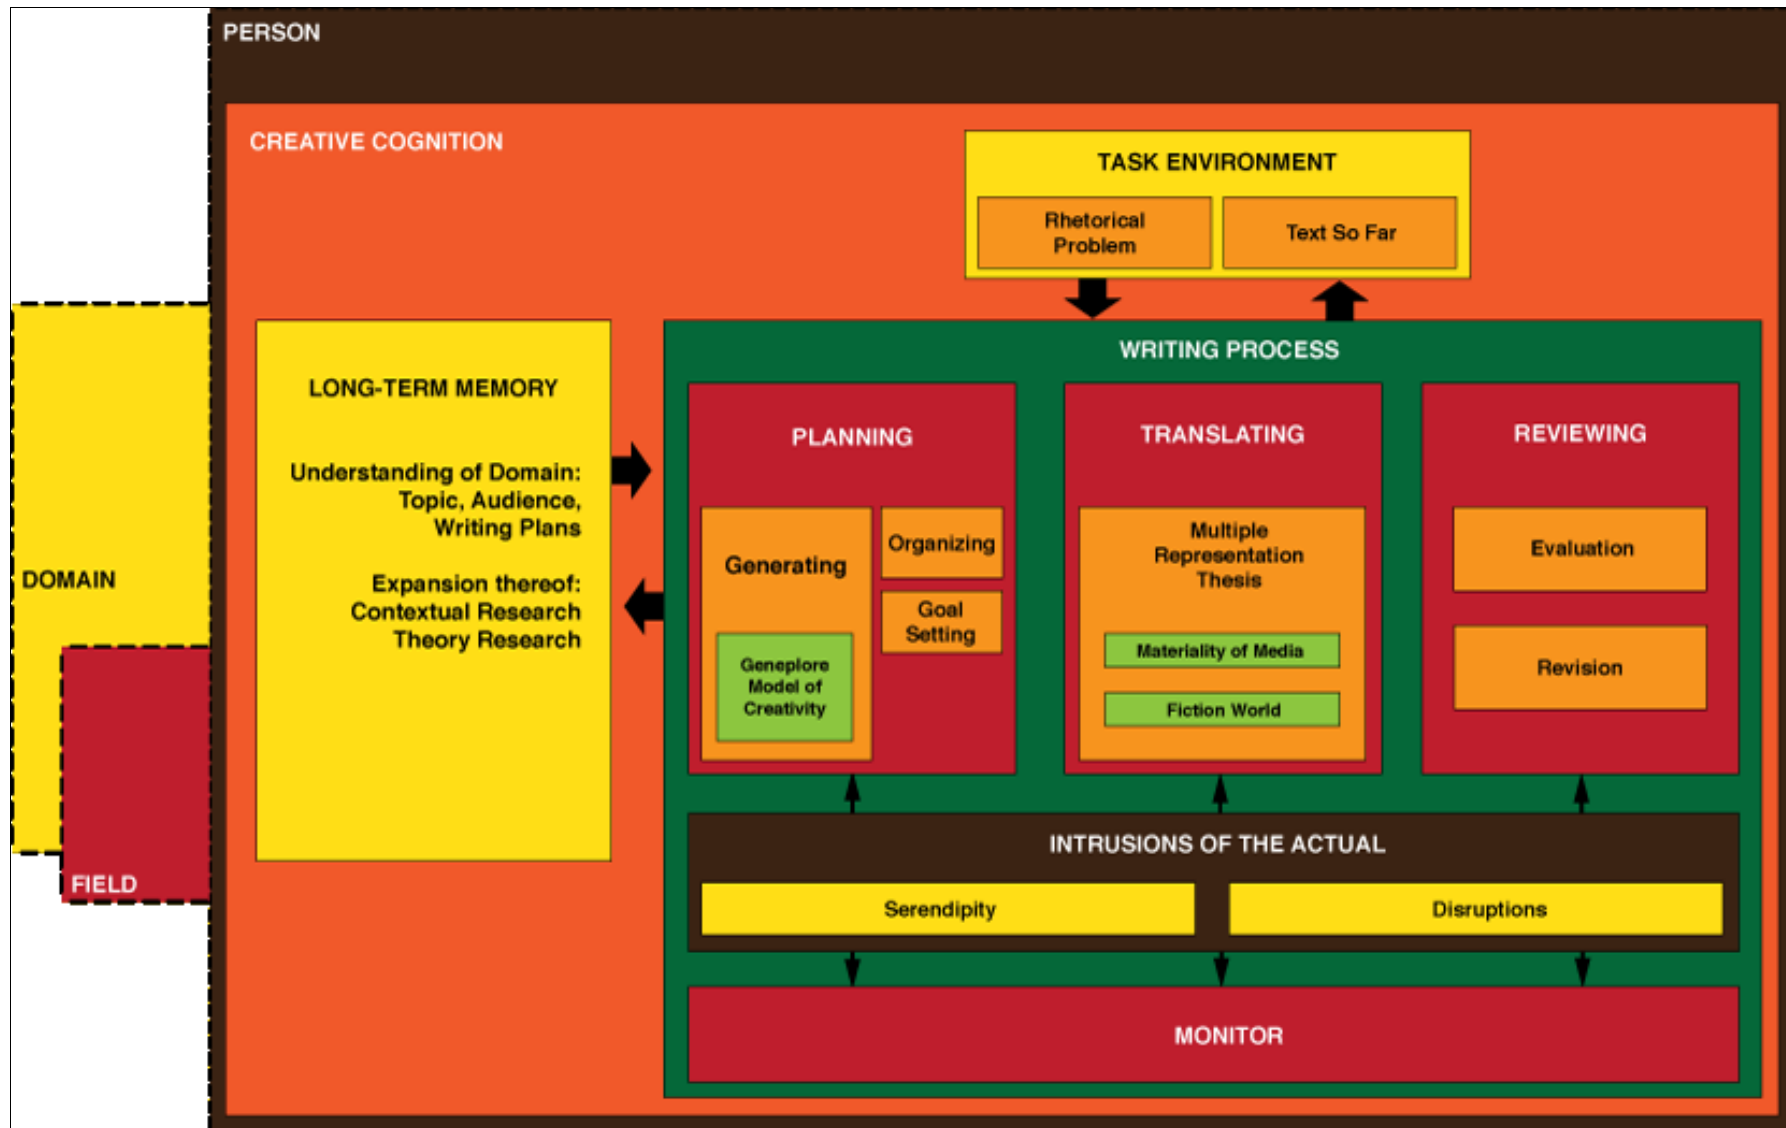 PERSON
CREATIVE COGNITION
TASK ENVIRONMENT
Rhetorical
Problem
Text So Far
LONG-TERM MEMORY
Understanding of Domain:
Topic, Audience,
Writing Plans
Expansion thereof:
Contextual Research
Theory Research
DOMAIN
FIELD
WRITING PROCESS
PLANNING
Generating
Geneplore
Model of
Creativity
Organizing
Goal
Setting
TRANSLATING
Multiple
Representation
Thesis
Materiality of Media
Fiction World
REVIEWING
Evaluation
Revision
INTRUSIONS OF THE ACTUAL
Serendipity
Disruptions
MONITOR